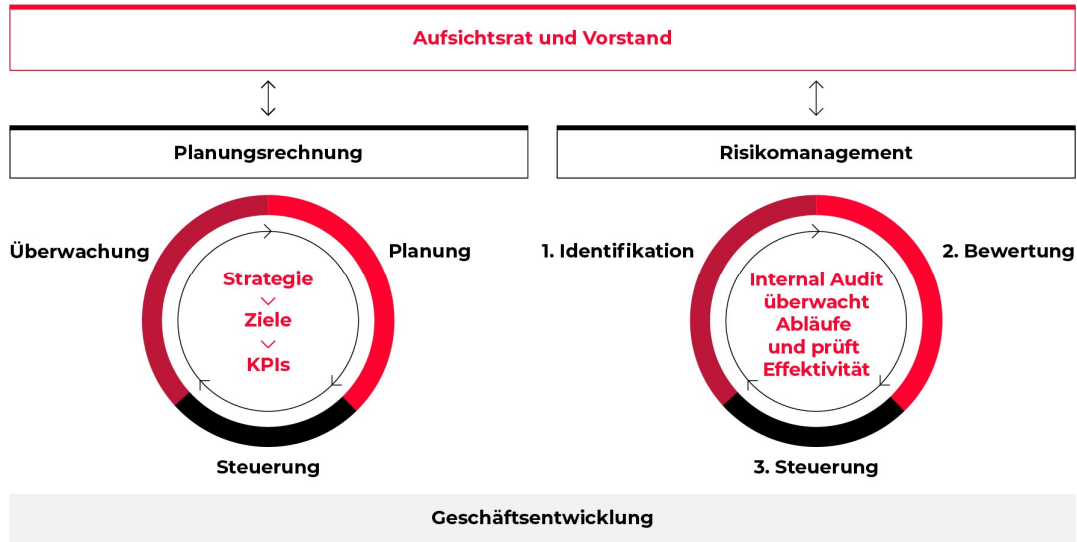 Aufsichtsrat und Vorstand
Planungsrechnung
Risikomanagement
Überwachung
Planung
Strategie
Ziele
KPIs
Steuerung
1. Identifikation
2. Bewertung
Internal Audit
überwacht
Abläufe
und prüft
Effektivität
3. Steuerung
Geschäftsentwicklung